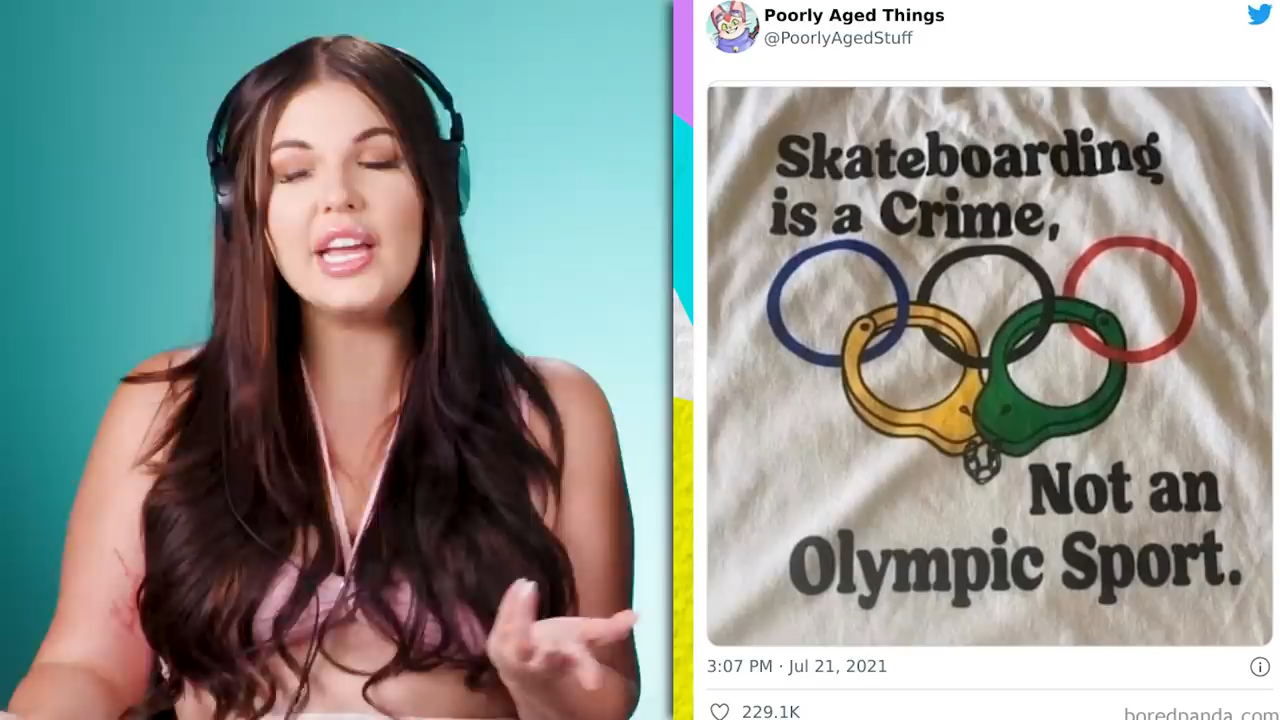 Poorly Aged Things
@PoorlyAgedStuff
Skateboarding
is a Crime,
Not an
Olympic Sport.
3:07 PM · Jul 21, 2021
229.1K
boredpanda.com